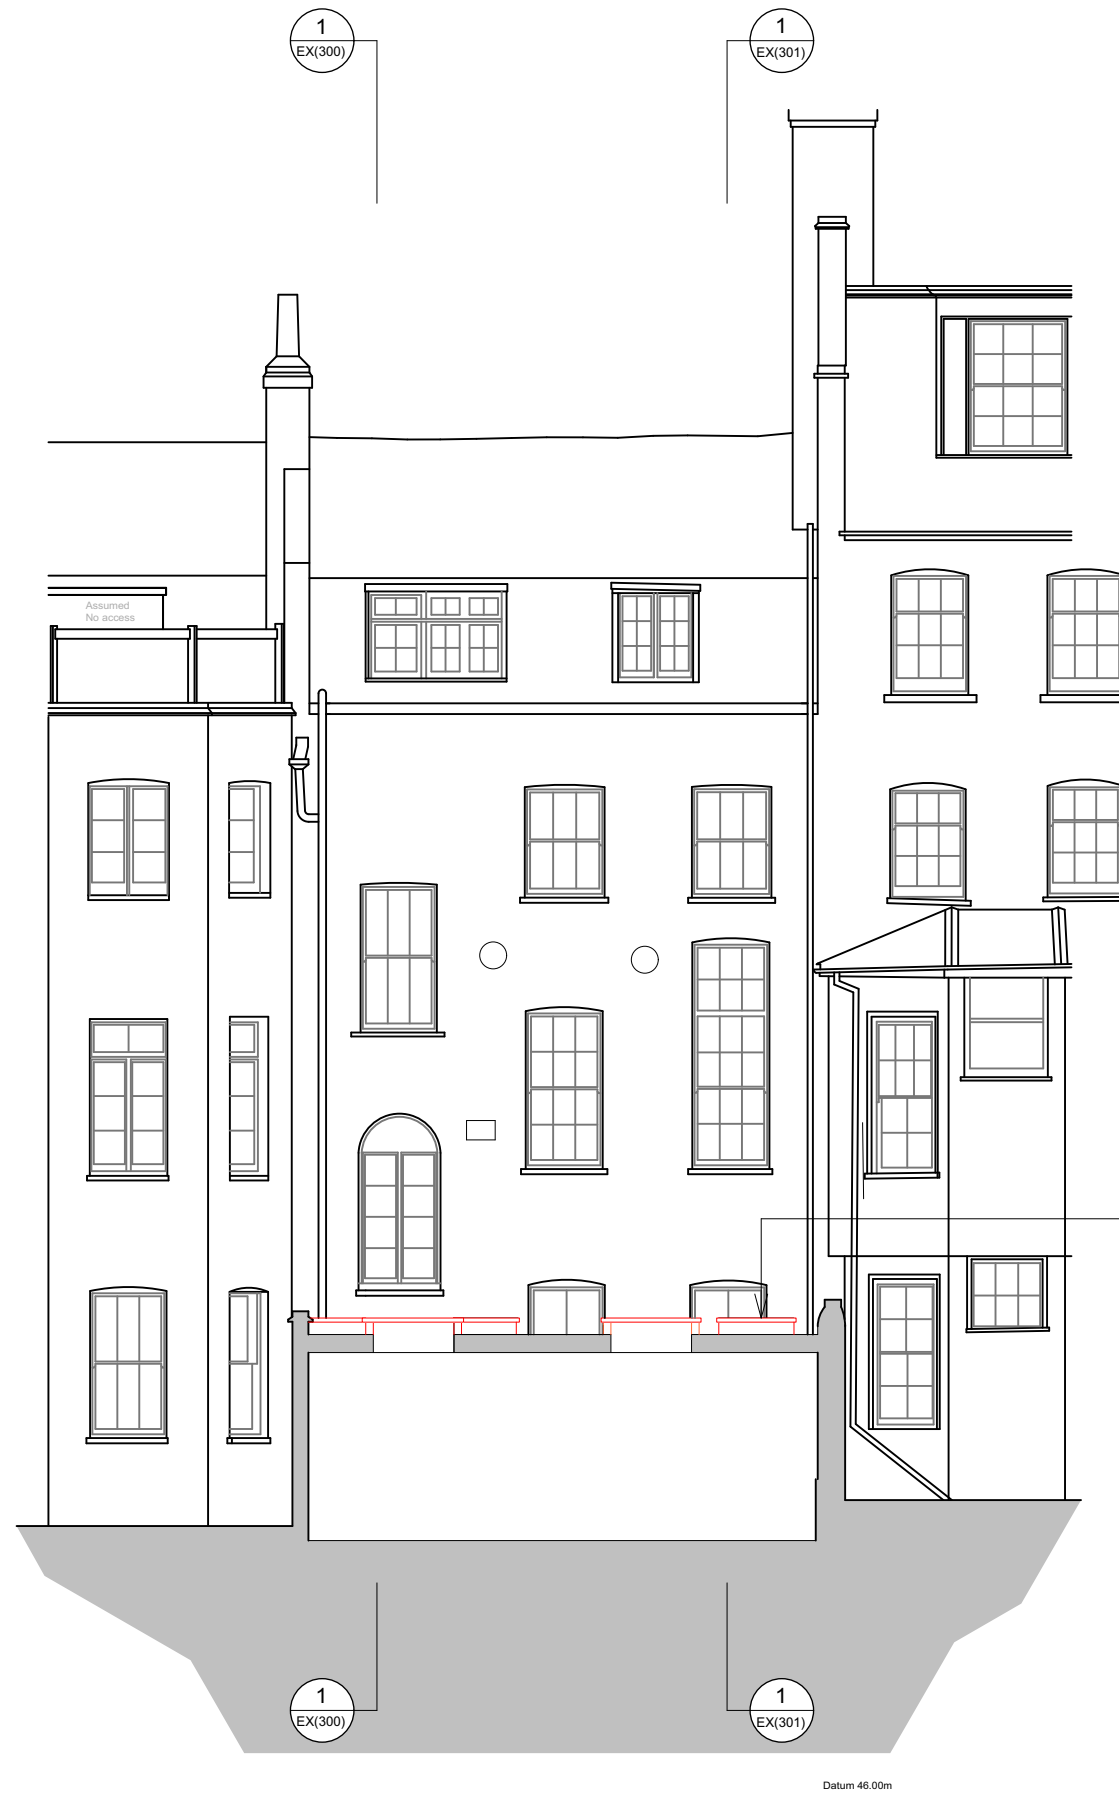 1
EX(300)
1
EX(301)
Assumed
No access
1
EX(300)
1
EX(301)
Datum 46.00m